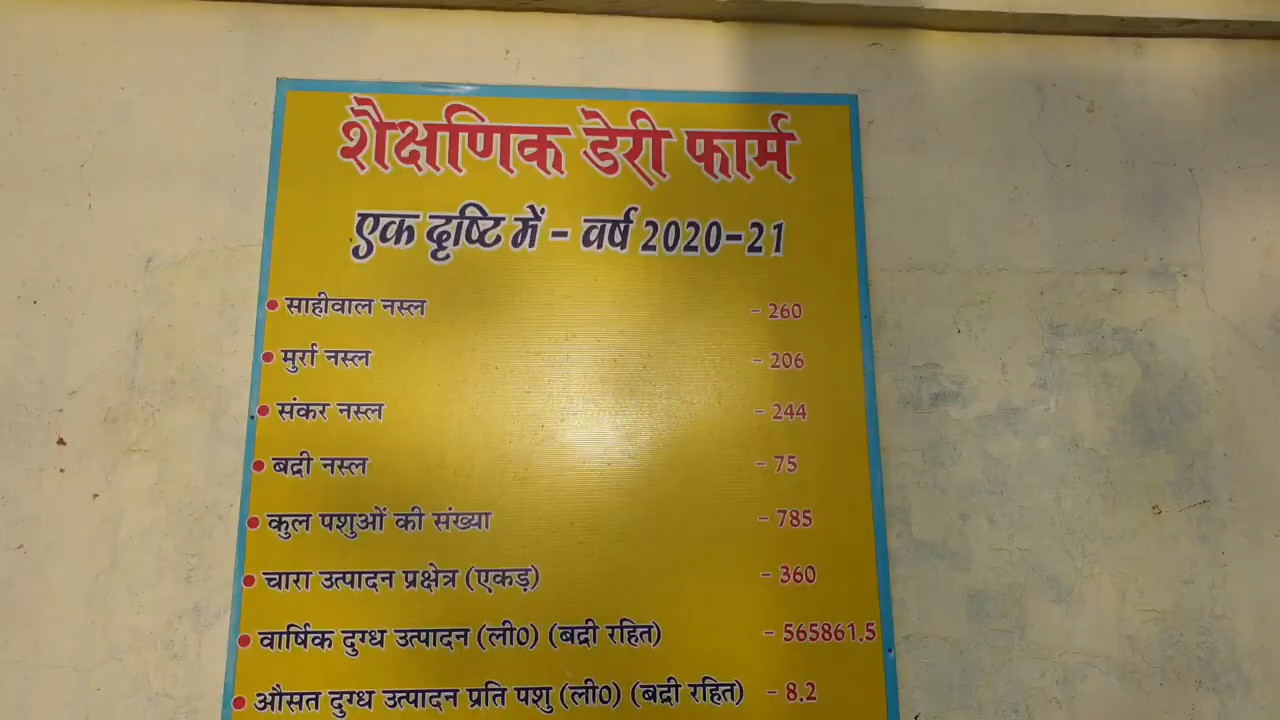 शैक्षणिक डेरी फार्म
एक दृष्टि में - वर्ष 2020-21
• साहीवाल नस्ल - 260
• मुर्रा नस्ल - 206
• संकर नस्ल - 244
• बद्री नस्ल - 75
• कुल पशुओं की संख्या - 785
• चारा उत्पादन प्रक्षेत्र (एकड़) - 360
• वार्षिक दुग्ध उत्पादन (ली0) (बद्री रहित) - 565861.5
• औसत दुग्ध उत्पादन प्रति पशु (ली0) (बद्री रहित) - 8.2